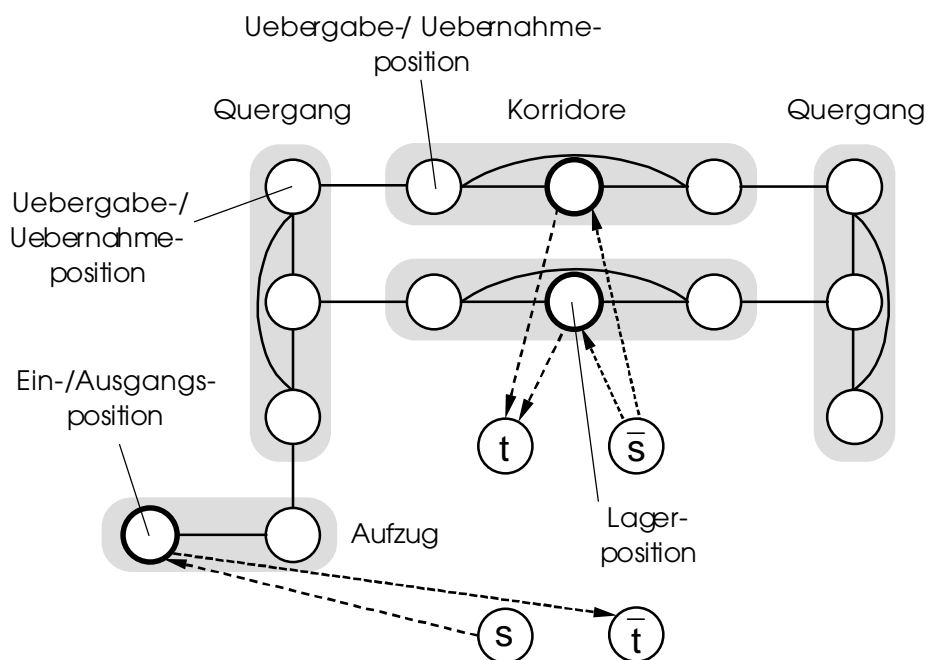 Uebergabe-/ Uebernahme-
position
Quergang
Korridore
Quergang
Uebergabe-/
Uebernahme-
position
Ein-/Ausgangs-
position
t
s̅
Lager-
position
Aufzug
s
t̅